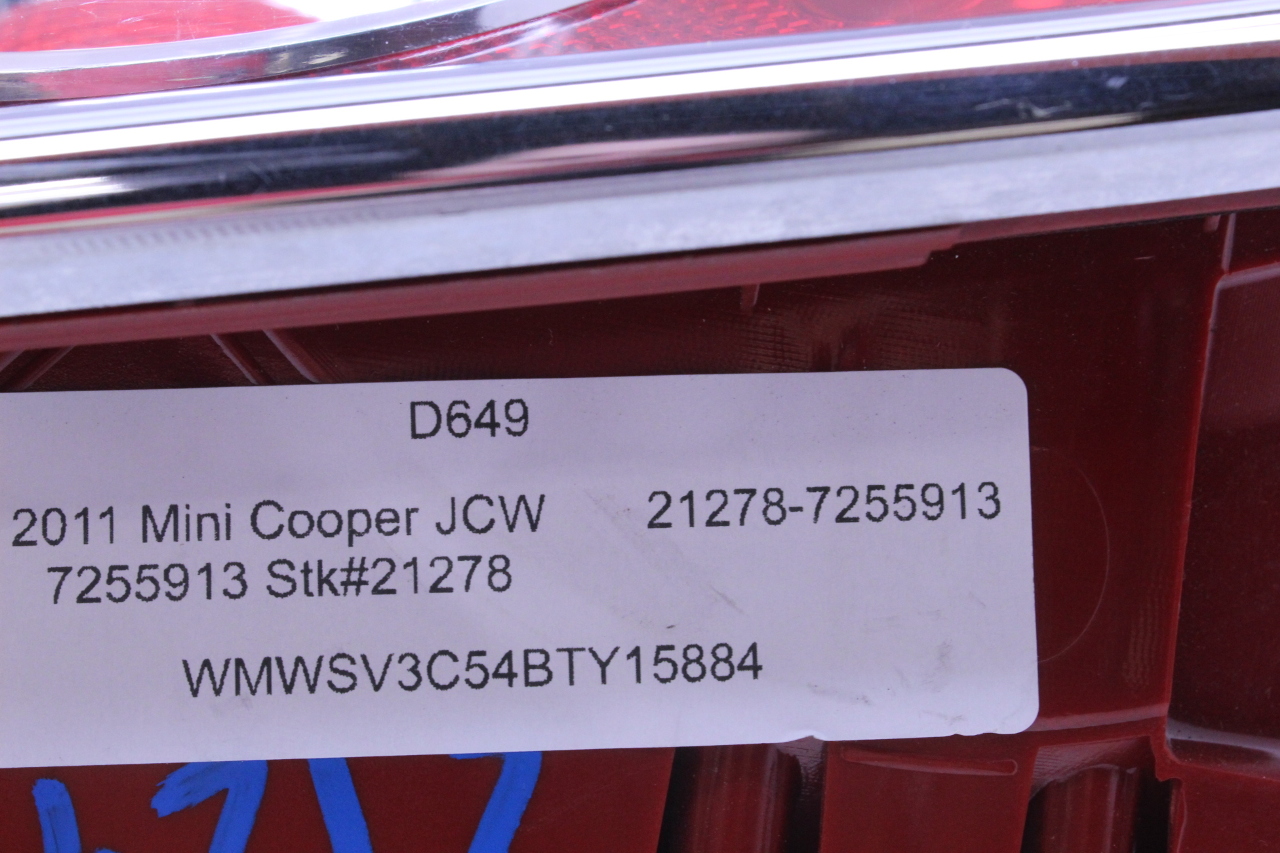 D649
2011 Mini Cooper JCW 21278-7255913
7255913 Stk#21278
WMWSV3C54BTY15884